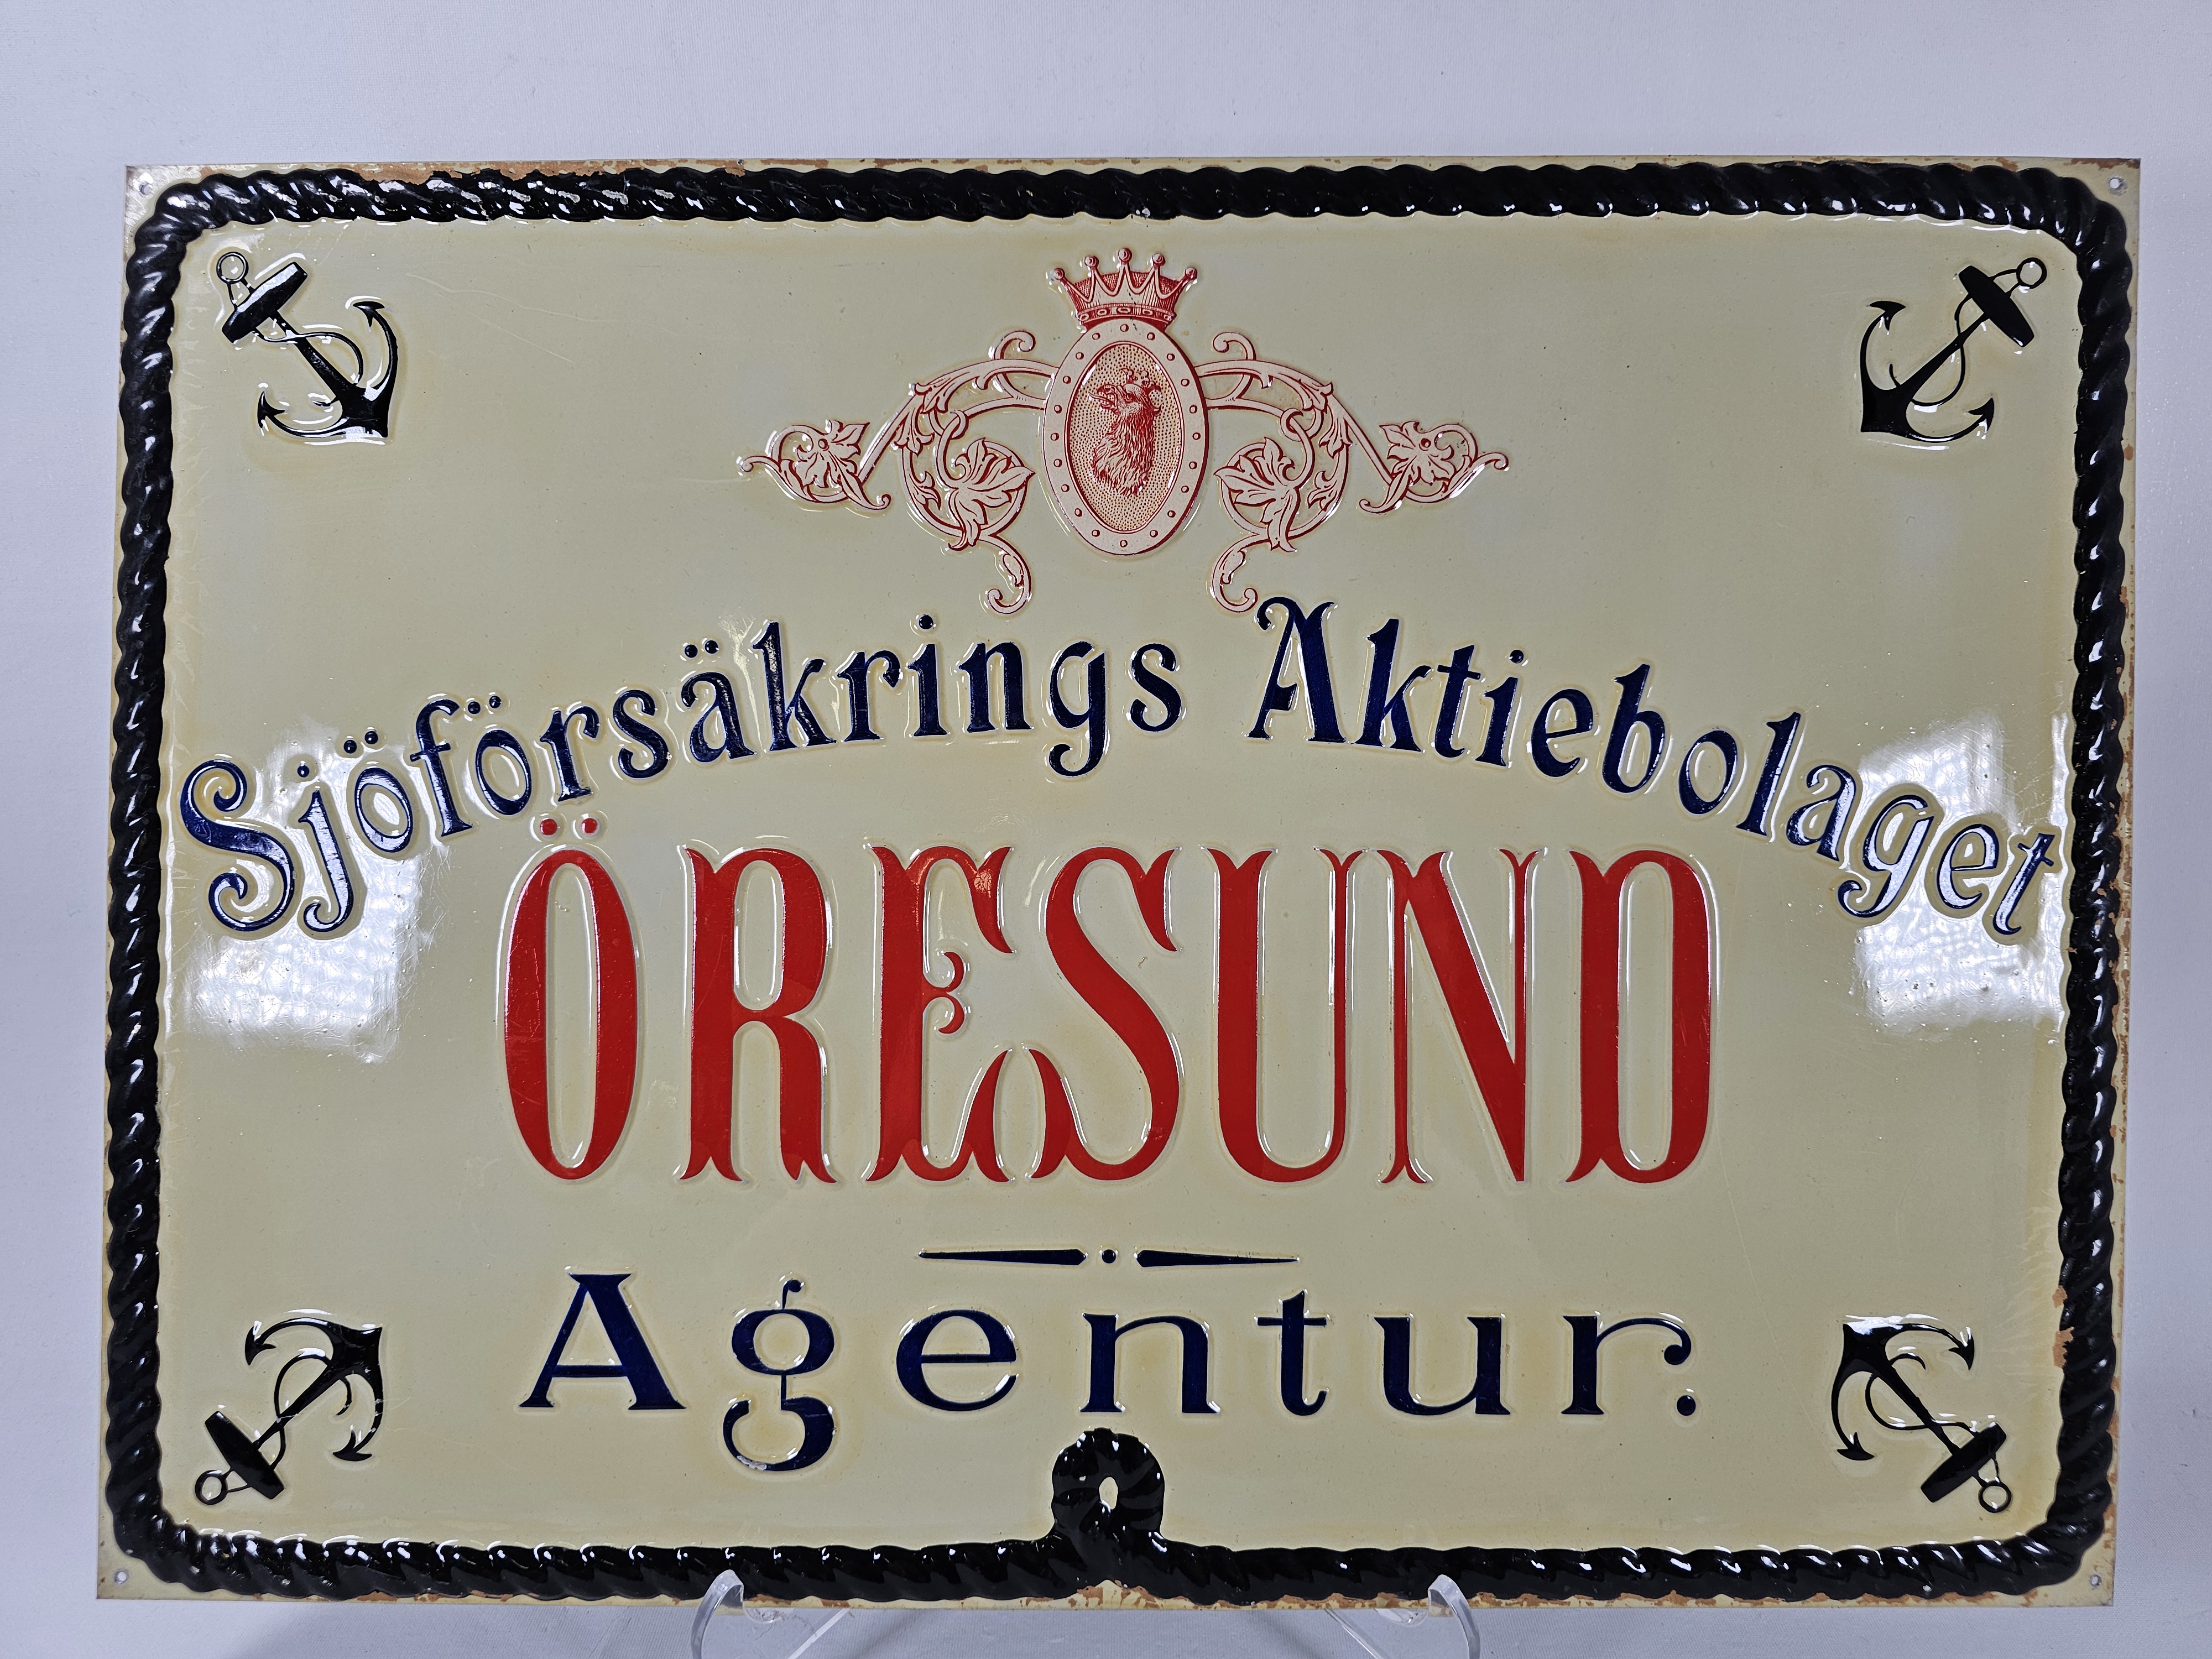 Sjöförsäkrings Aktiebolaget
ÖRESUND
Agentur.